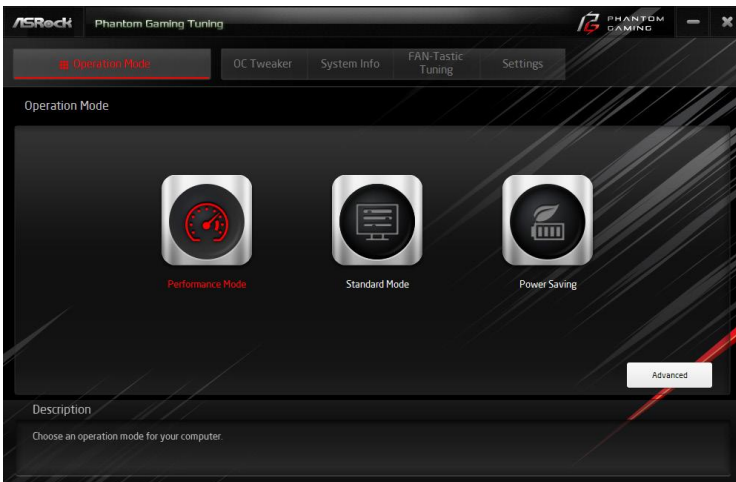 ASRock
Phantom Gaming Tuning
PHANTOM
GAMING
Operation Mode
OC Tweaker
System Info
FAN-Tastic
Tuning
Settings
Operation Mode
Performance Mode
Standard Mode
Power Saving
Advanced
Description
Choose an operation mode for your computer.